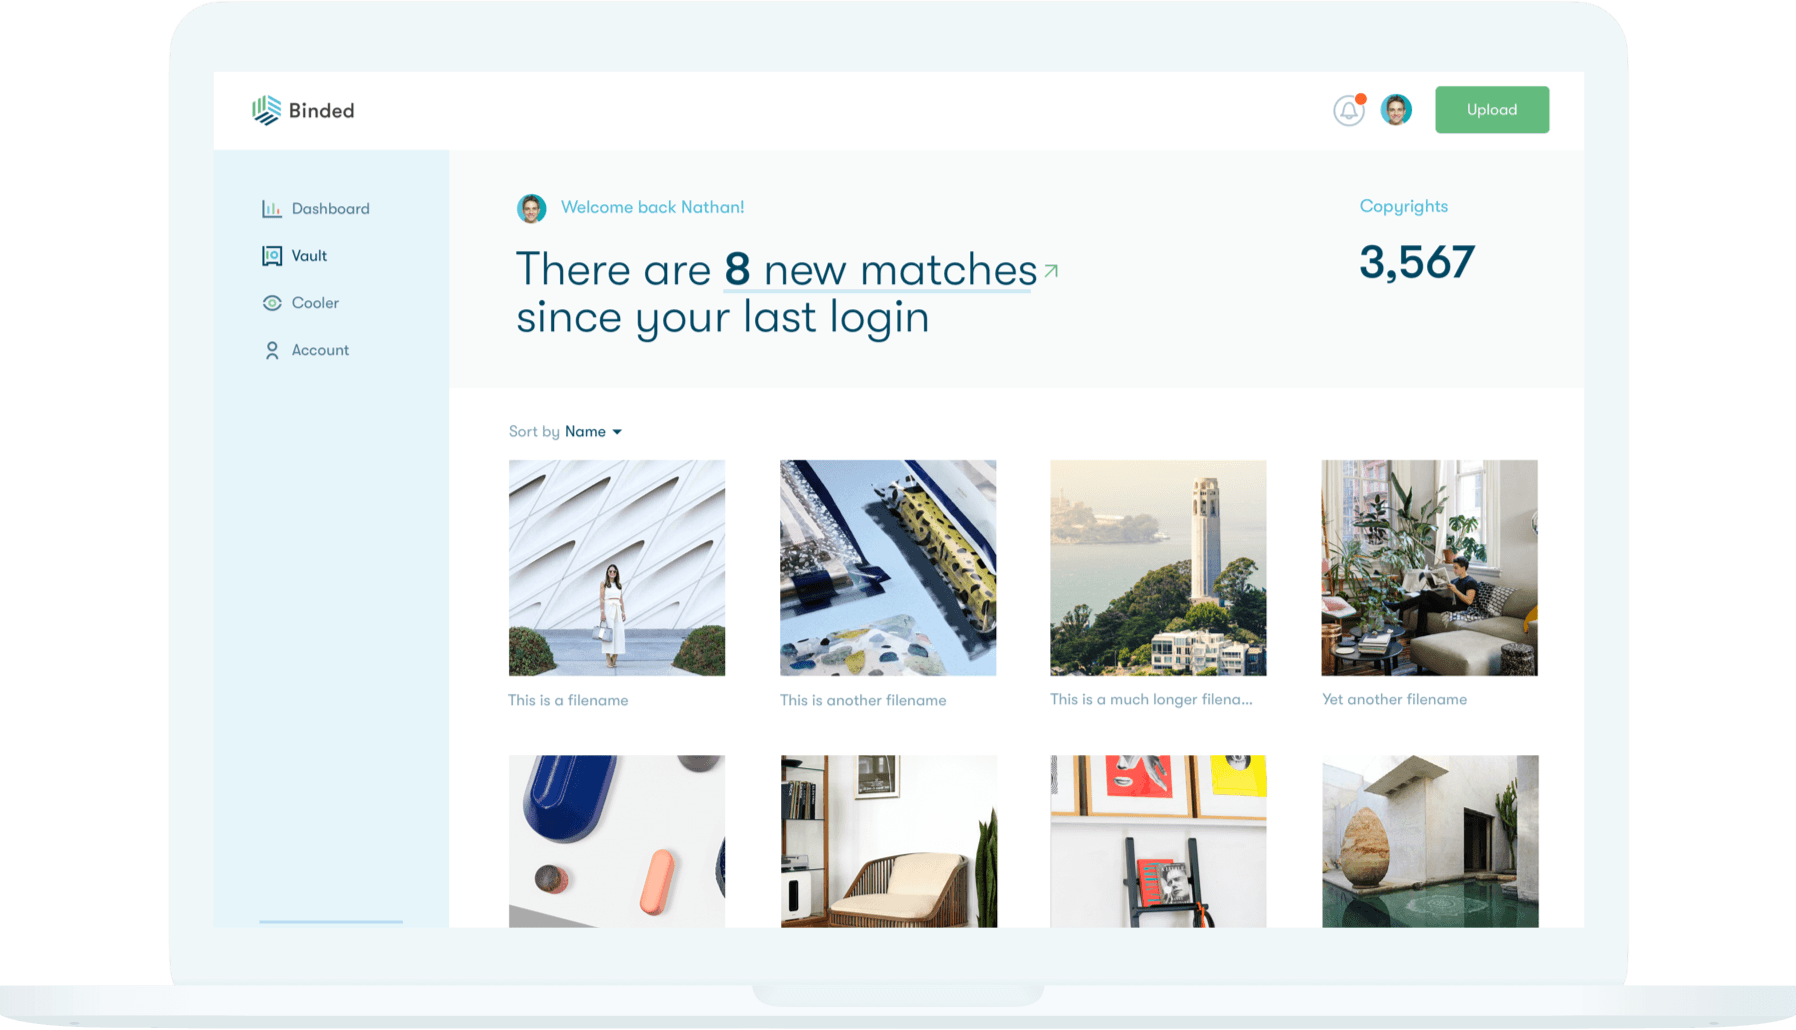 Binded
Upload
Dashboard
Vault
Cooler
Account
Welcome back Nathan!
There are 8 new matches
since your last login
Copyrights
3,567
Sort by Name
This is a filename
This is another filename
This is a much longer filena...
Yet another filename